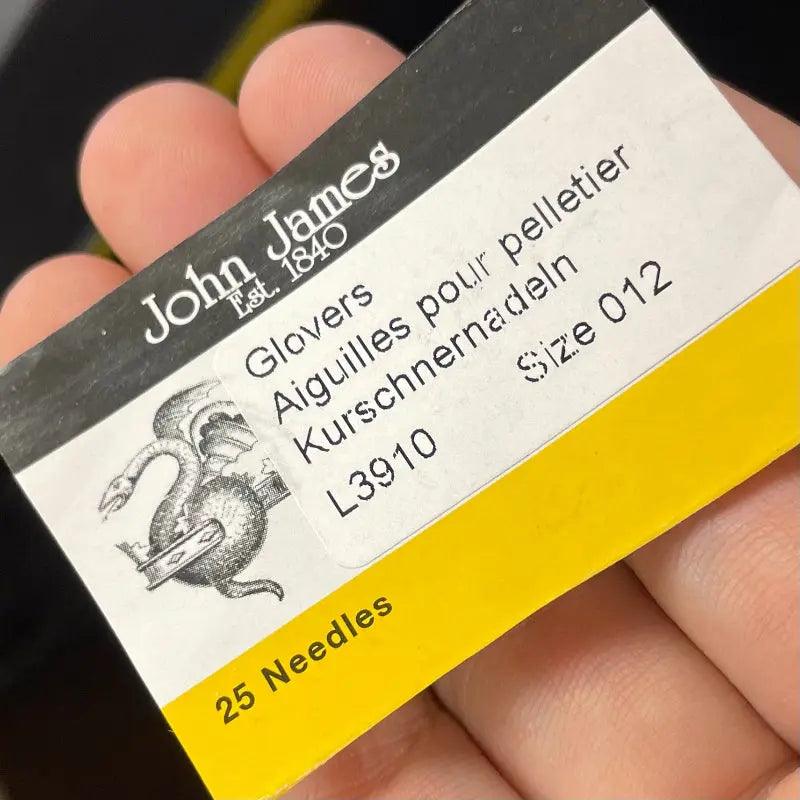 John James
Est. 1840
Glovers
Aiguilles pour pelletier
Kurschnernadeln
Size 012
L3910
25 Needles